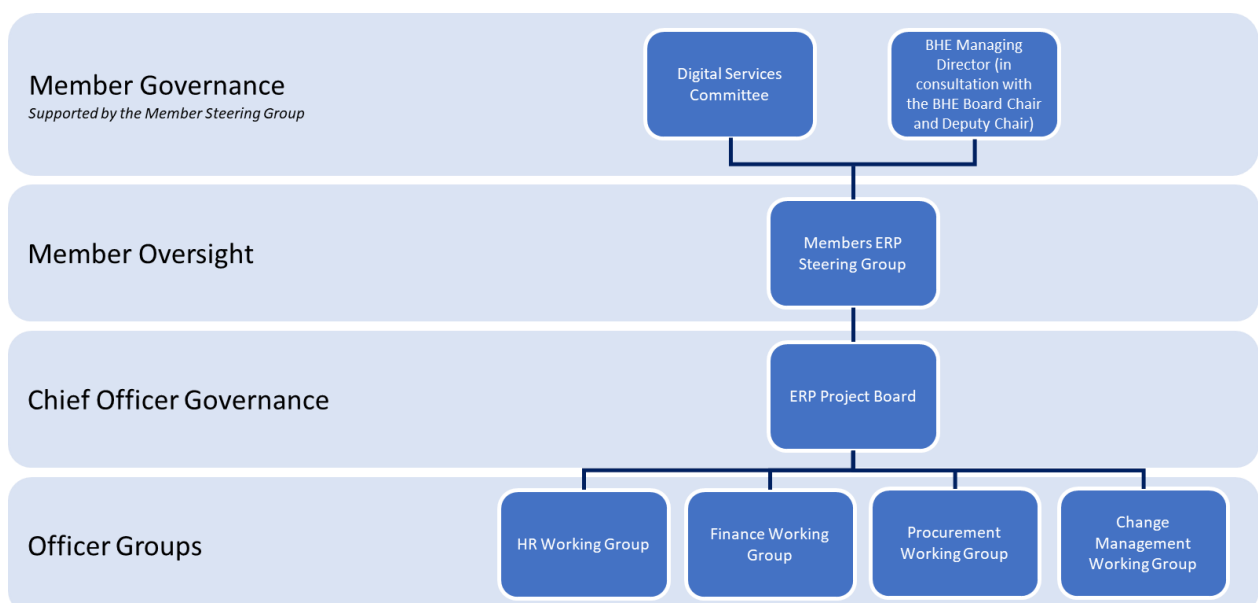 Member Governance
Supported by the Member Steering Group
Digital Services
Committee
BHE Managing
Director (in
consultation with
the BHE Board Chair
and Deputy Chair)
Member Oversight
Members ERP
Steering Group
Chief Officer Governance
ERP Project Board
Officer Groups
HR Working Group
Finance Working
Group
Procurement
Working Group
Change
Management
Working Group